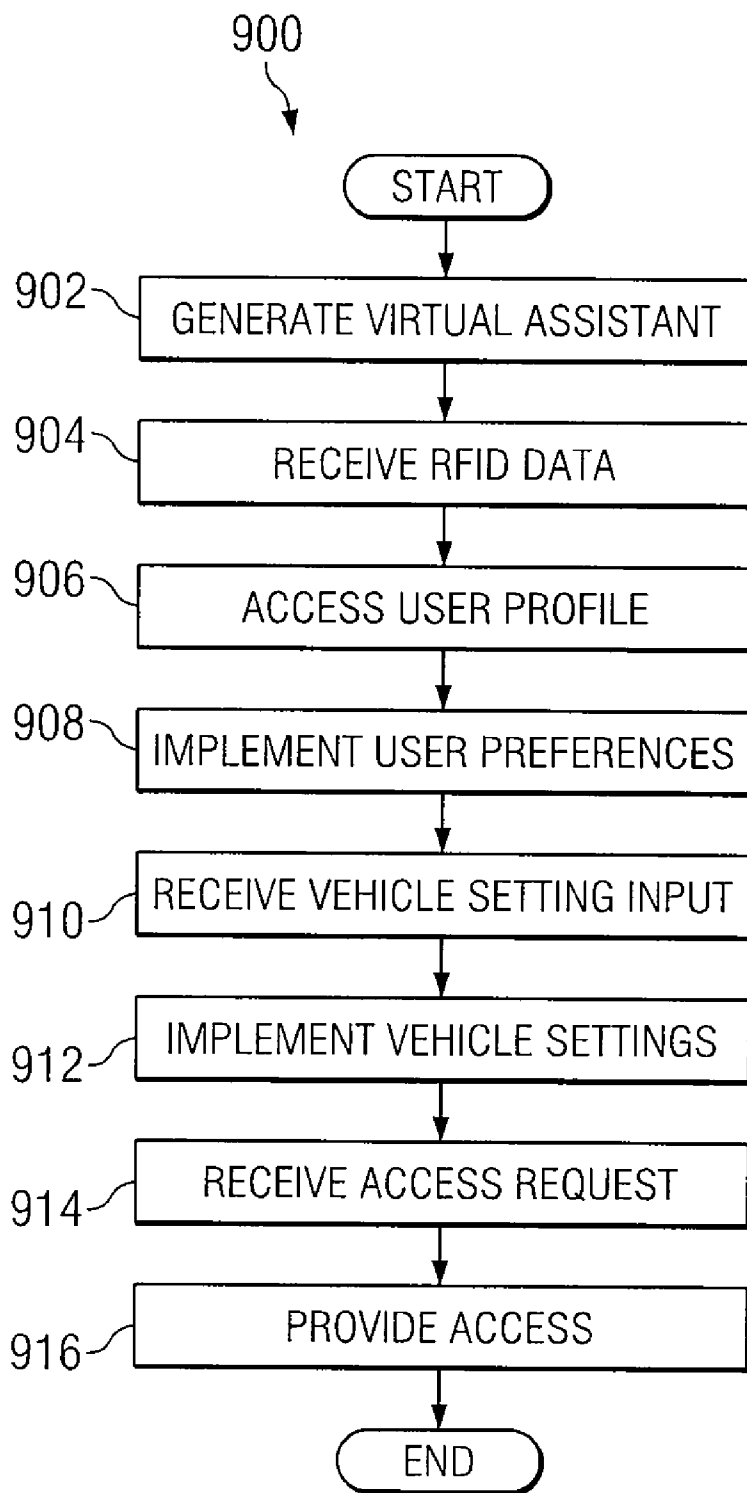 900
START
902 GENERATE VIRTUAL ASSISTANT
904 RECEIVE RFID DATA
906 ACCESS USER PROFILE
908 IMPLEMENT USER PREFERENCES
910 RECEIVE VEHICLE SETTING INPUT
912 IMPLEMENT VEHICLE SETTINGS
914 RECEIVE ACCESS REQUEST
916 PROVIDE ACCESS
END